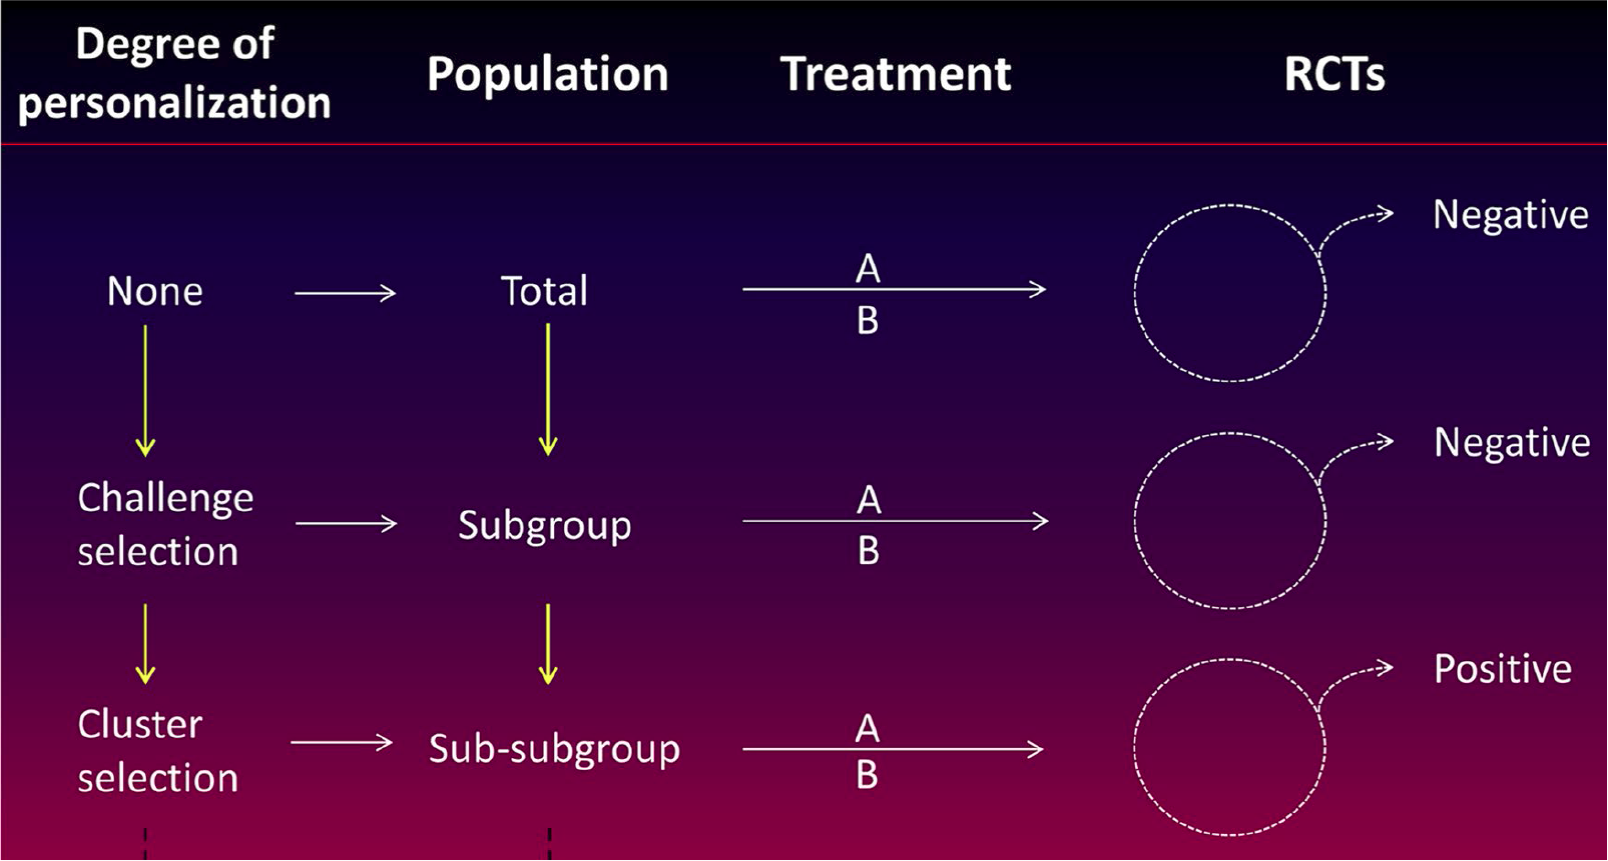 Degree of
personalization
Population
Treatment
RCTs
None
Total
A
B
Negative
Challenge
selection
Subgroup
A
B
Negative
Cluster
selection
Sub-subgroup
A
B
Positive